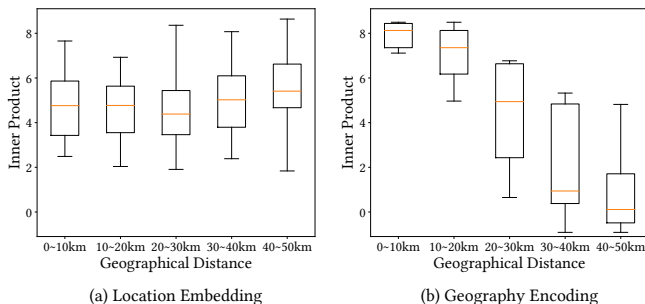 8
6
4
2
0
Inner Product
0~10km 10~20km 20~30km 30~40km 40~50km
Geographical Distance
(a) Location Embedding
8
6
4
2
0
Inner Product
0~10km 10~20km 20~30km 30~40km 40~50km
Geographical Distance
(b) Geography Encoding